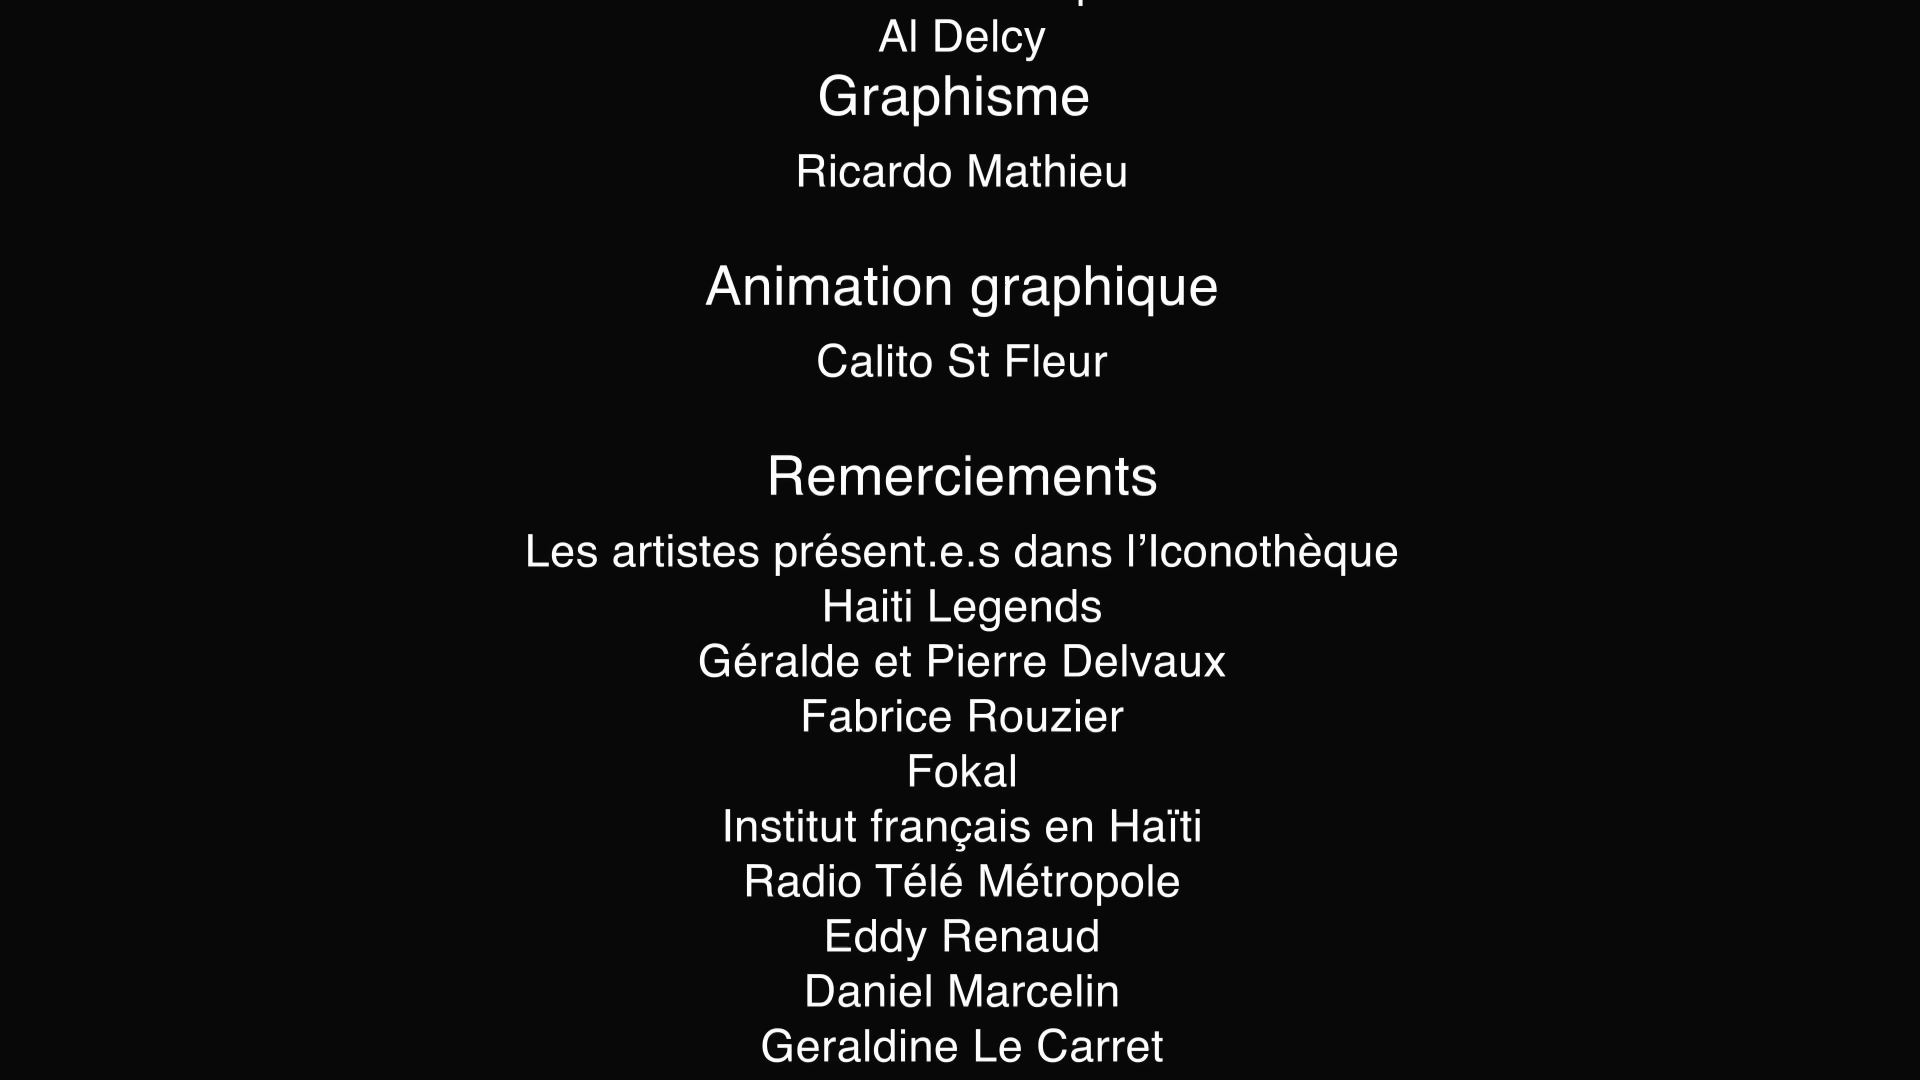 Al Delcy
Graphisme
Ricardo Mathieu
Animation graphique
Calito St Fleur
Remerciements
Les artistes présent.e.s dans l’Iconothèque
Haiti Legends
Géralde et Pierre Delvaux
Fabrice Rouzier
Fokal
Institut français en Haïti
Radio Télé Métropole
Eddy Renaud
Daniel Marcelin
Geraldine Le Carret